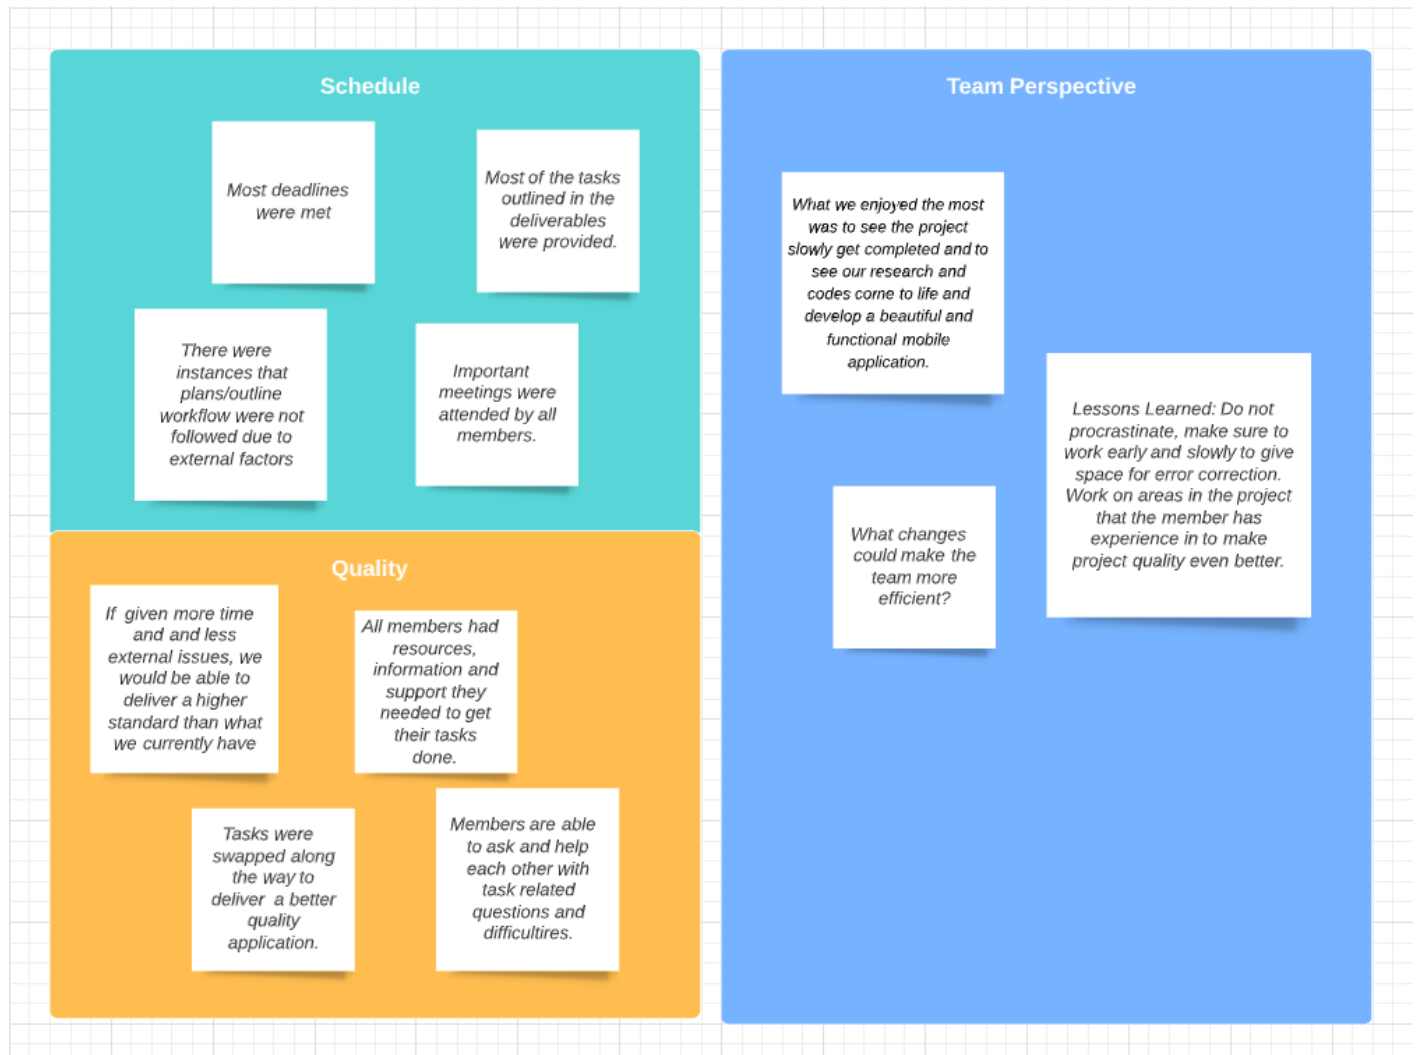 Schedule
Most deadlines
were met
Most of the tasks
outlined in the
deliverables
were provided.
There were
instances that
plans/outline
workflow were not
followed due to
external factors
Important
meetings were
attended by all
members.
Quality
If given more time
and and less
external issues, we
would be able to
deliver a higher
standard than what
we currently have
All members had
resources,
information and
support they
needed to get
their tasks
done.
Tasks were
swapped along
the way to
deliver a better
quality
application.
Members are able
to ask and help
each other with
task related
questions and
difficultires.
Team Perspective
What we enjoyed the most
was to see the project
slowly get completed and to
see our research and
codes come to life and
develop a beautiful and
functional mobile
application.
Lessons Learned: Do not
procrastinate, make sure to
work early and slowly to give
space for error correction.
Work on areas in the project
that the member has
experience in to make
project quality even better.
What changes
could make the
team more
efficient?